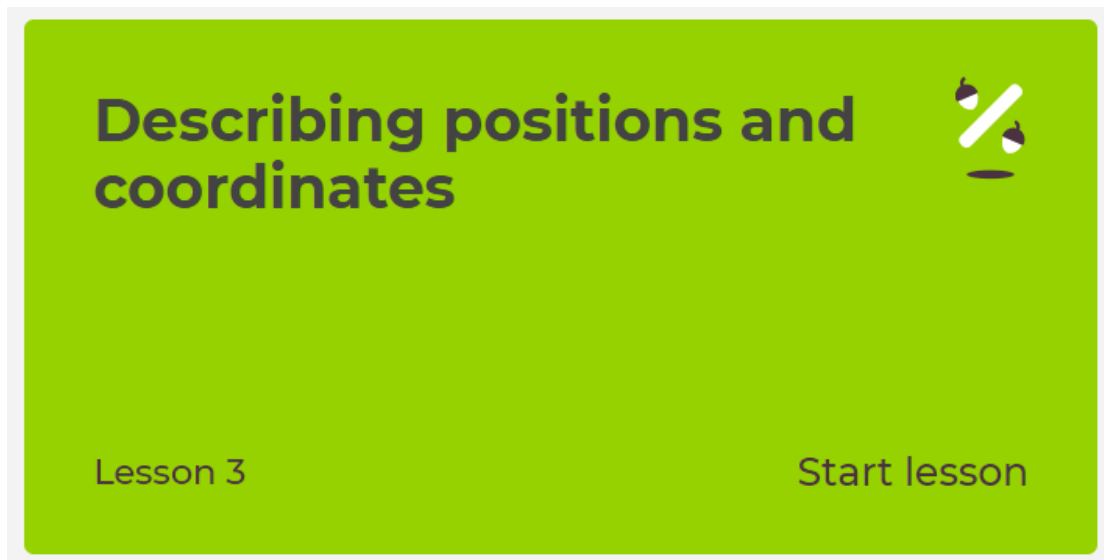 Describing positions and
coordinates
Lesson 3
Start lesson